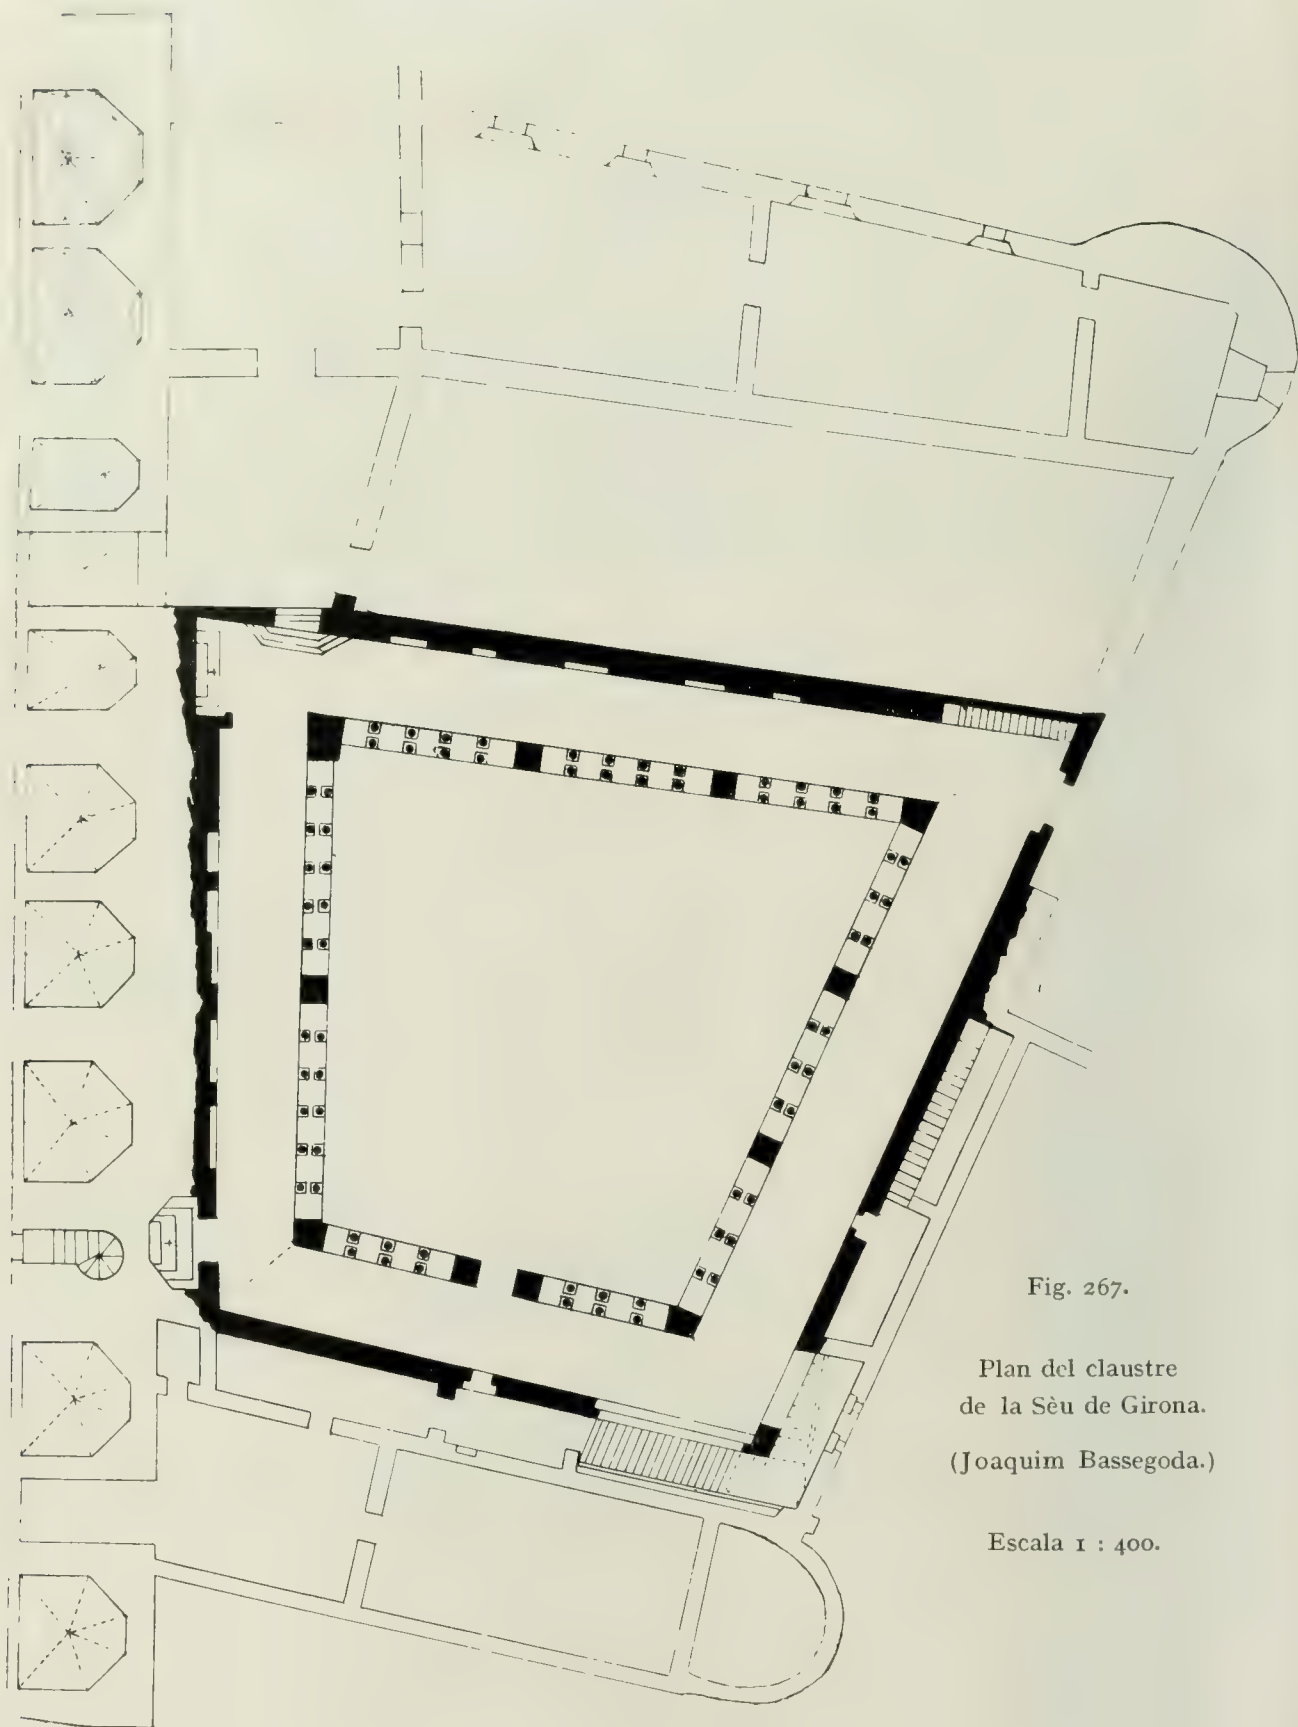 Fig. 267.
Plan del claustre
de la Sèu de Girona.
(Joaquim Bassegoda.)
Escala 1 : 400.